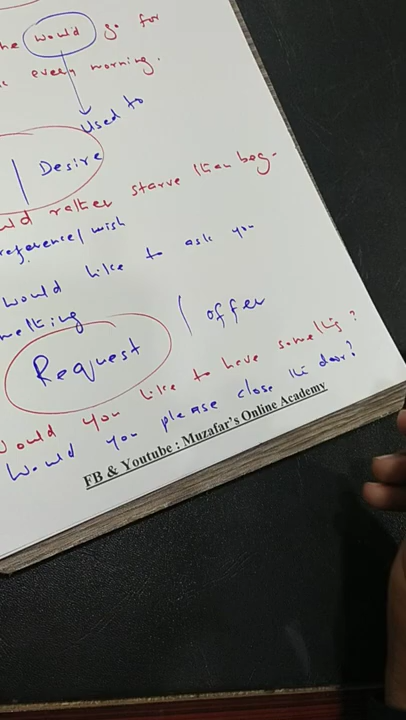 he would go for
every morning.
used to
| Desire
would rather starve than beg.
preference/wish
would like to ask you
something
Request | offer
Would you like to have something?
Would you please close the door?
FB & Youtube : Muzafar's Online Academy